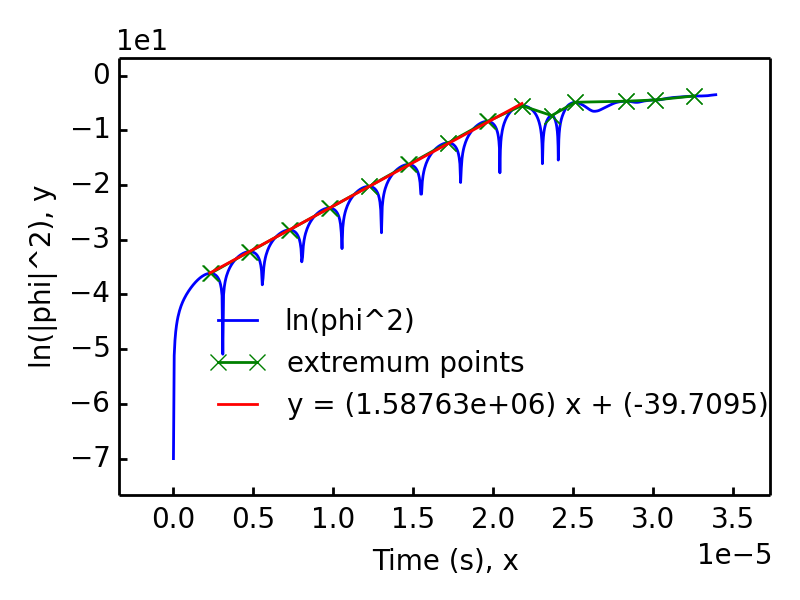 1e1
0
−1
−2
−3
−4
−5
−6
−7
ln(|phi|^2), y
ln(phi^2)
extremum points
y = (1.58763e+06) x + (-39.7095)
0.0 0.5 1.0 1.5 2.0 2.5 3.0 3.5
1e−5
Time (s), x